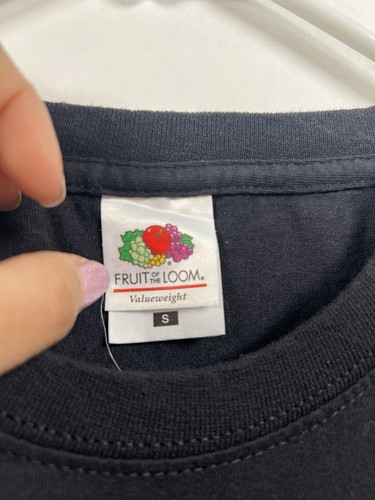 FRUIT OF THE LOOM®
Valueweight
S